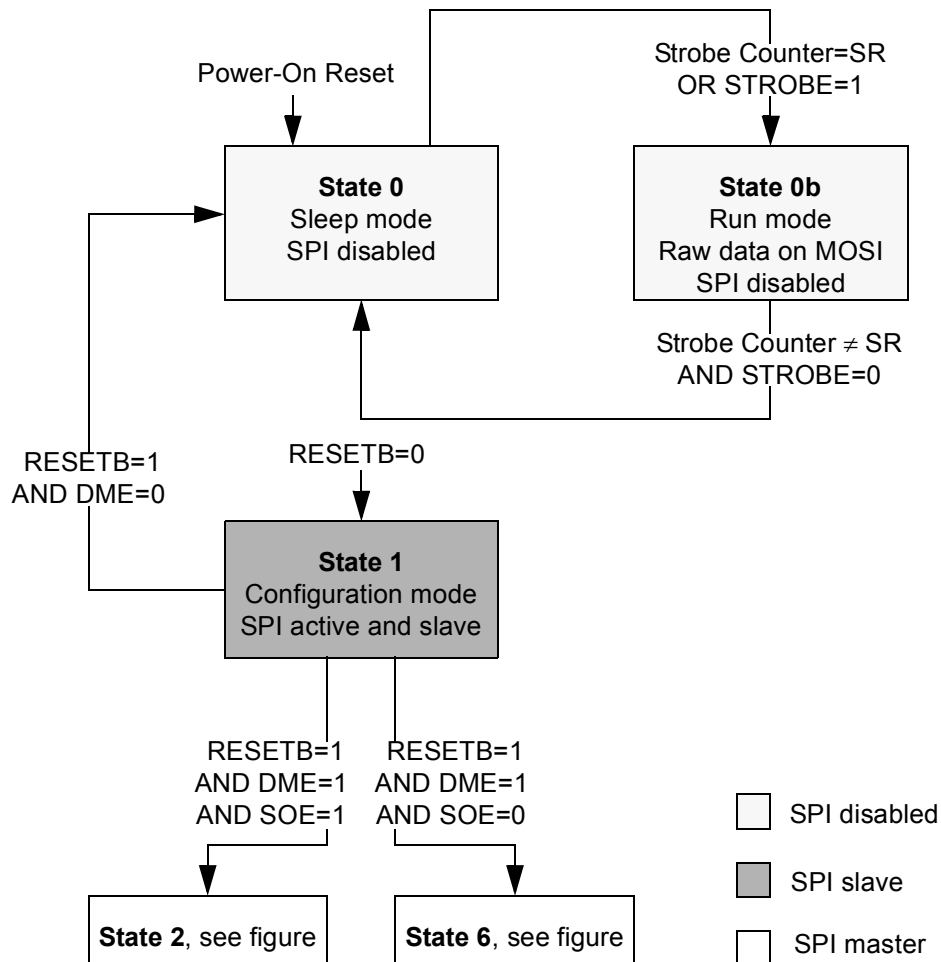 Power-On Reset
Strobe Counter=SR
OR STROBE=1
State 0
Sleep mode
SPI disabled
State 0b
Run mode
Raw data on MOSI
SPI disabled
Strobe Counter ≠ SR
AND STROBE=0
RESETB=1
AND DME=0
RESETB=0
State 1
Configuration mode
SPI active and slave
RESETB=1
AND DME=1
AND SOE=1
RESETB=1
AND DME=1
AND SOE=0
State 2, see figure
State 6, see figure
SPI disabled
SPI slave
SPI master